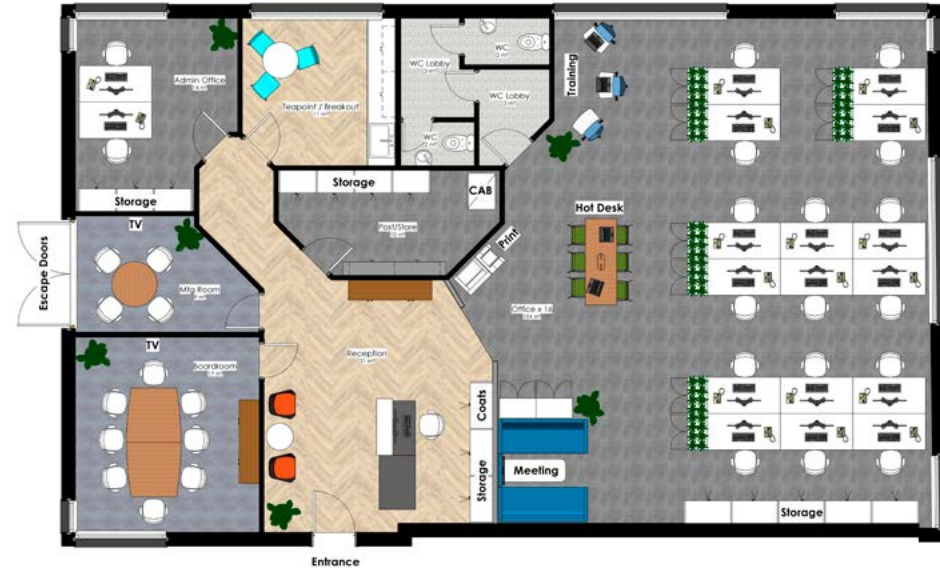 WC
WC Lobby
Training
Admin Office
WC Lobby
Teapoint / Breakout
WC
Storage
CAB
Storage
TV
Hot Desk
Post/Store
Print
Escape Doors
Mtg Room
Office x 16
TV
Reception
Boardroom
Coats
Meeting
Storage
Storage
Entrance